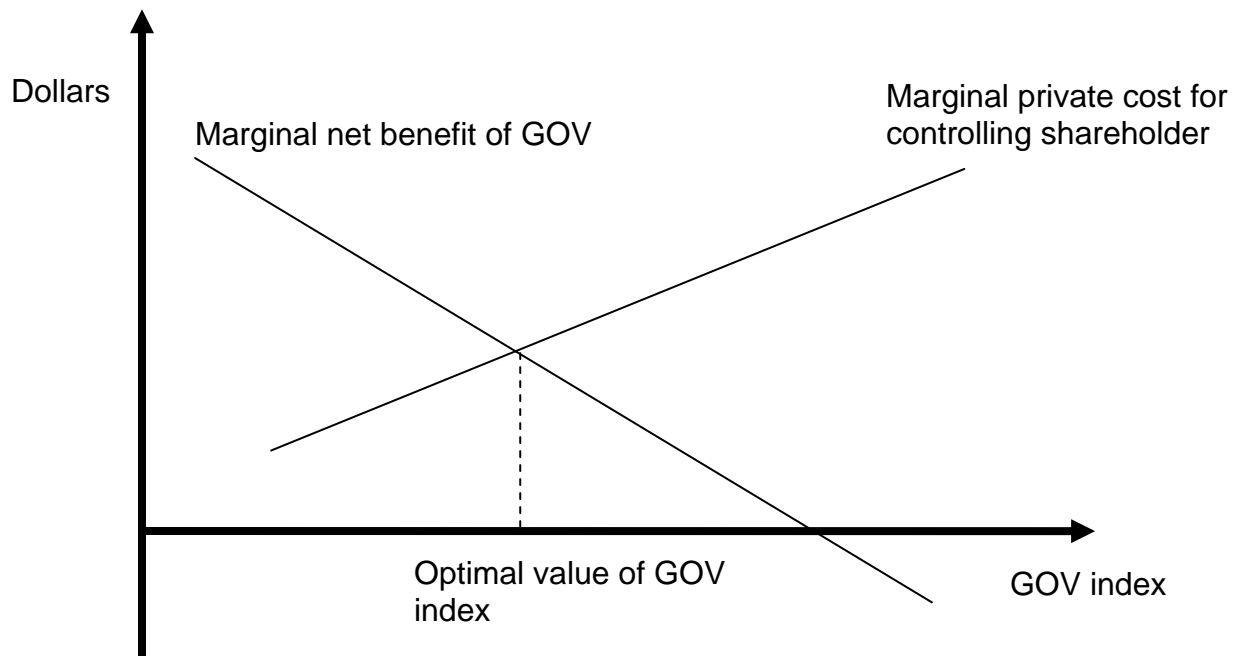 Dollars
Marginal private cost for
controlling shareholder
Marginal net benefit of GOV
Optimal value of GOV
index
GOV index